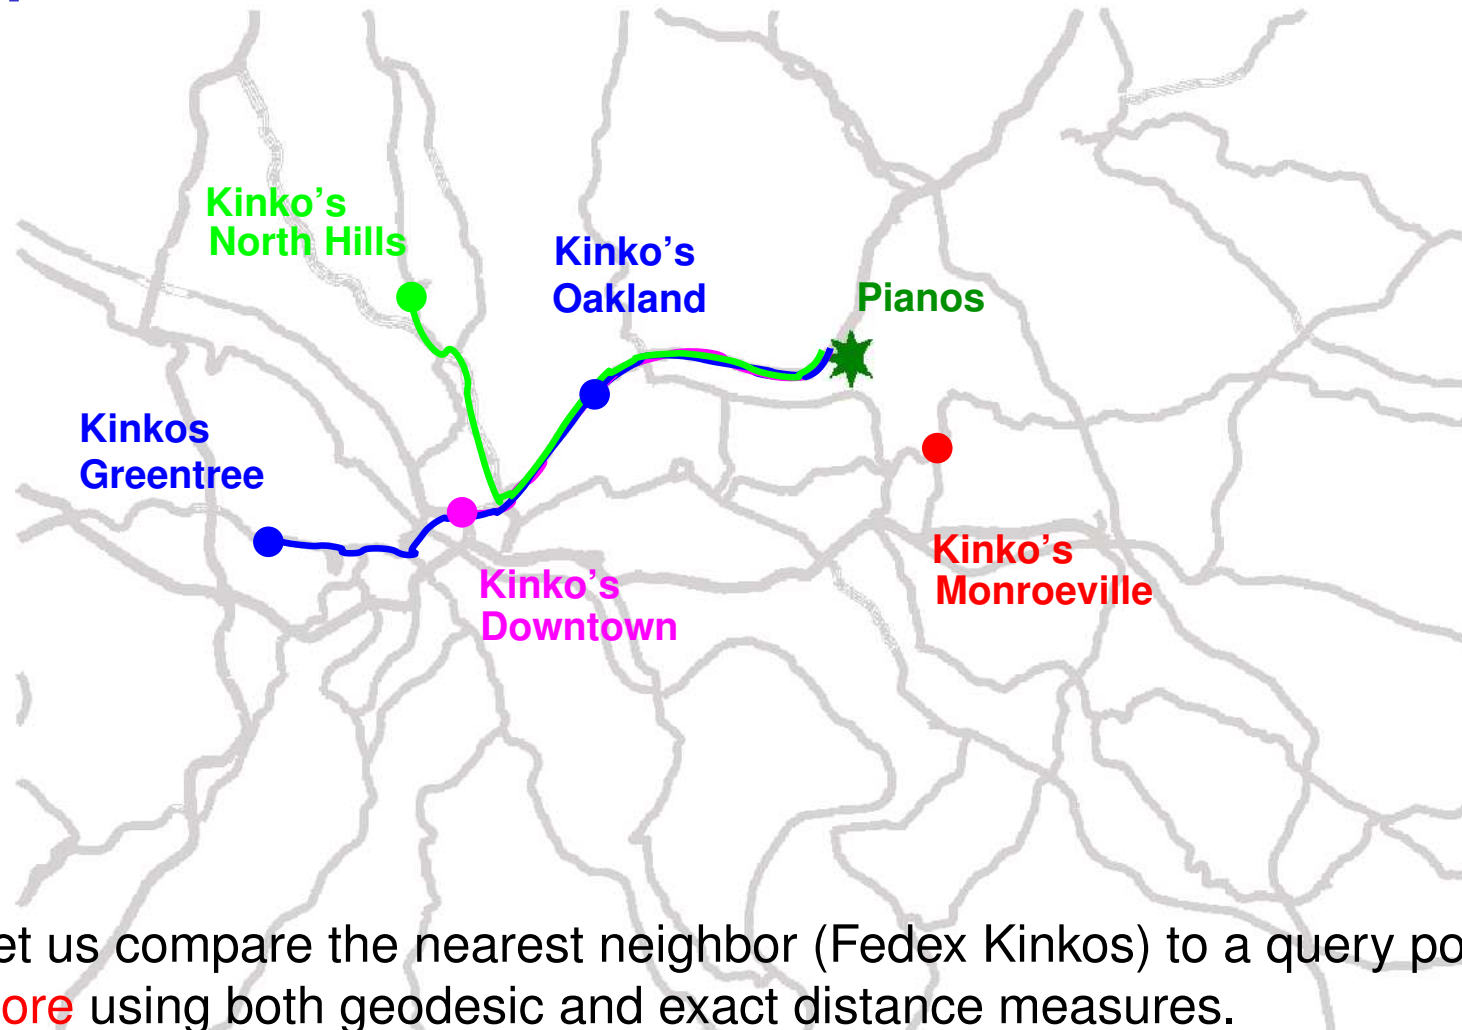 Kinko’s
North Hills
Kinko’s
Oakland
Pianos
Kinkos
Greentree
Kinko’s
Monroeville
Kinko’s
Downtown
et us compare the nearest neighbor (Fedex Kinkos) to a query po
ore using both geodesic and exact distance measures.